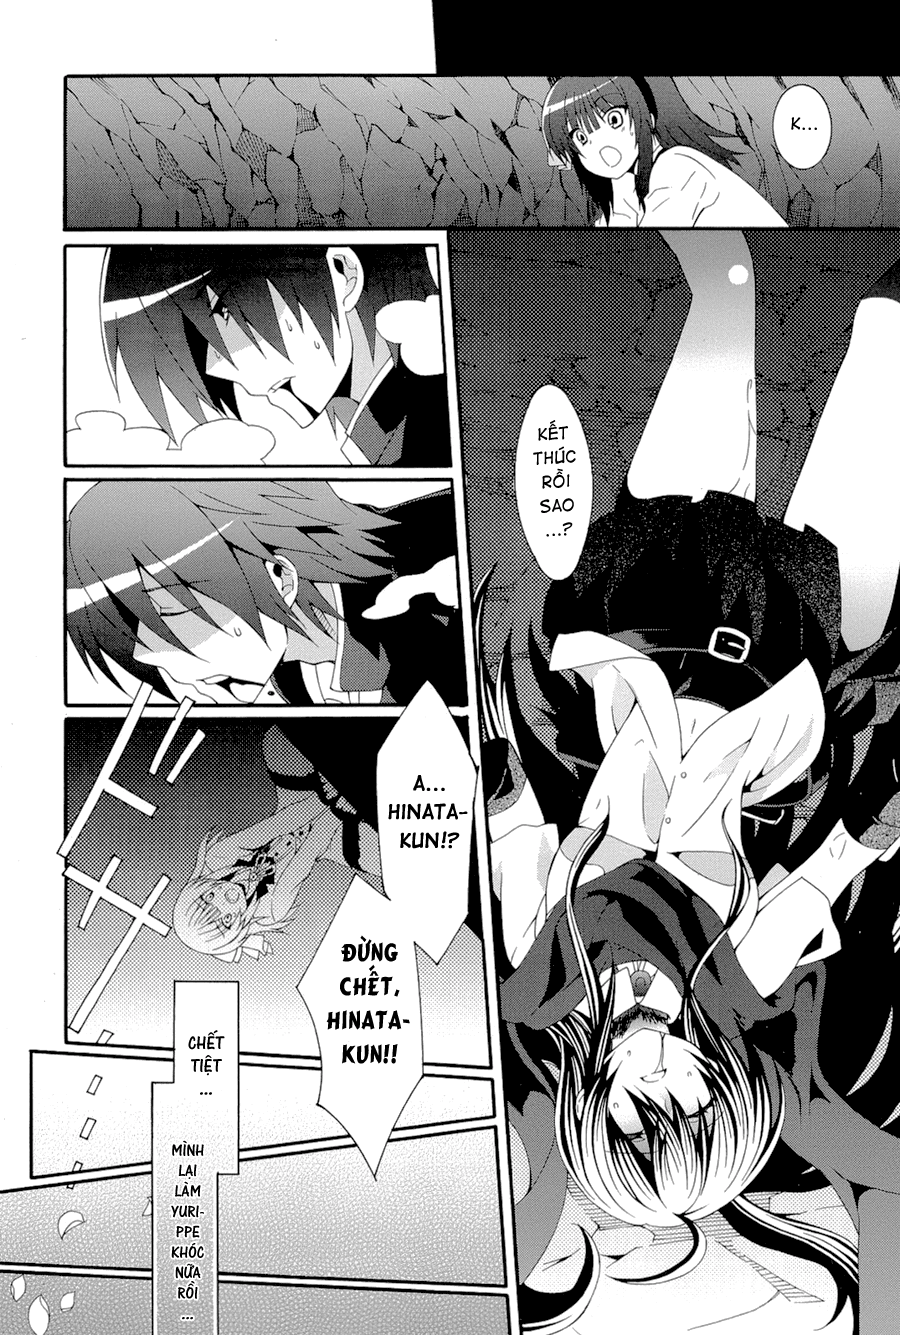 K...
KẾT
THÚC
RỒI
SAO
...?
A...
HINATA-
KUN!?
ĐỪNG
CHẾT,
HINATA-
KUN!!
CHẾT
TIỆT
...
MÌNH
LẠI
LÀM
YURI-
PPE
KHÓC
NỮA
RỒI
...